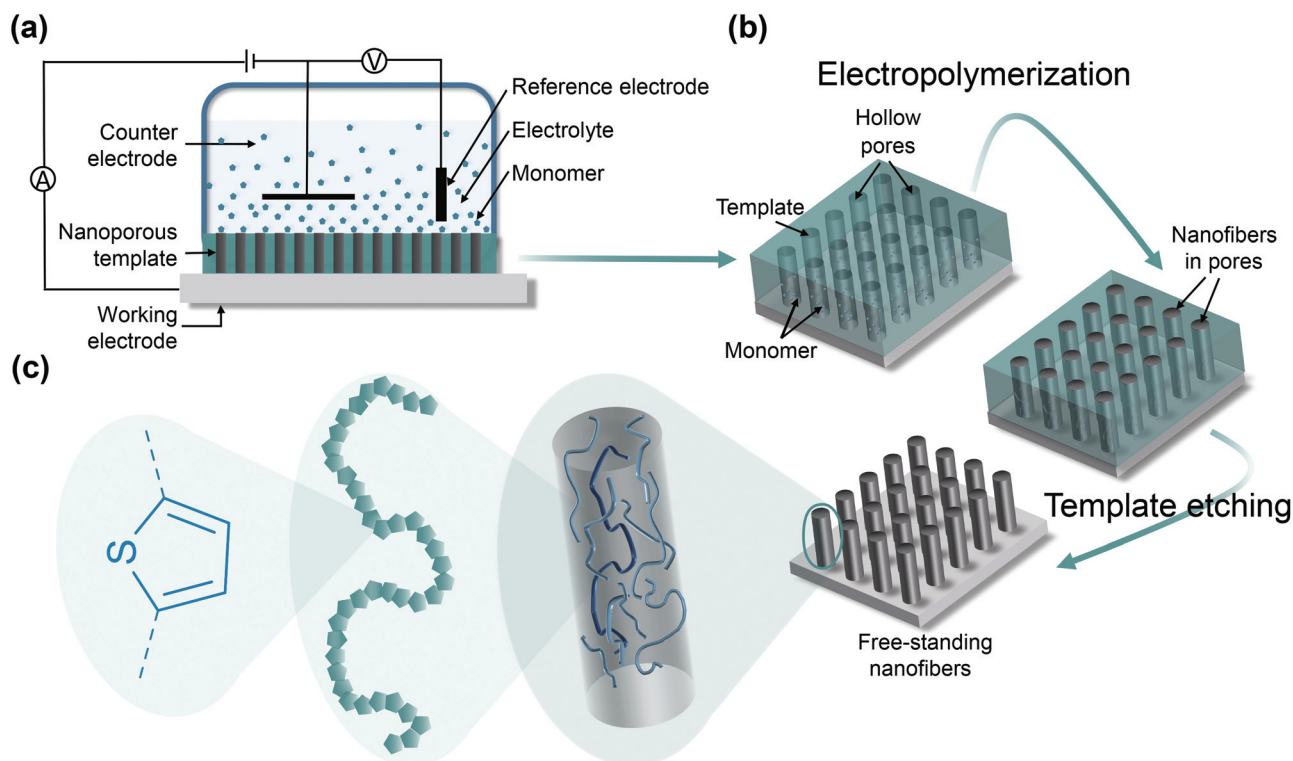 (a)
V
A
Reference electrode
Electrolyte
Monomer
Counter
electrode
Nanoporous
template
Working
electrode
(b)
Electropolymerization
Hollow
pores
Template
Monomer
Nanofibers
in pores
Template etching
Free-standing
nanofibers
(c)
S